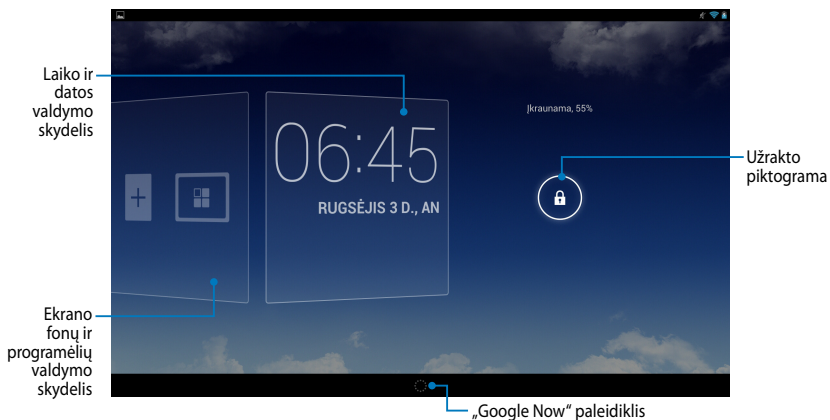 Laiko ir
datos
valdymo
skydelis
Įkraunama, 55%
06:45
RUGSĖJIS 3 D., AN
Užrakto
piktograma
Ekrano
fonų ir
programėlių
valdymo
skydelis
„Google Now“ paleidiklis